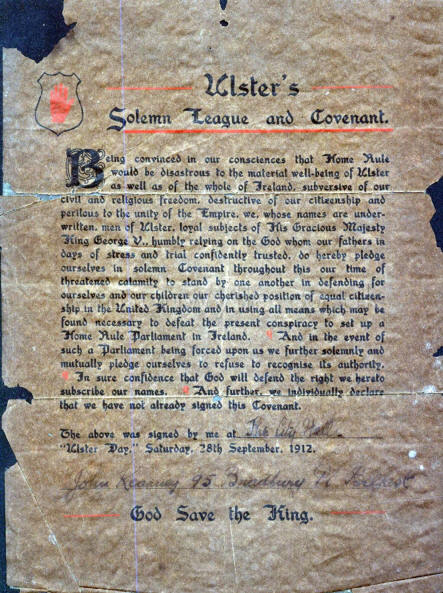 Ulster's
Solemn League and Covenant.
Being convinced in our consciences that Home Rule
would be disastrous to the material well-being of Ulster
as well as of the whole of Ireland, subversive of our
civil and religious freedom, destructive of our citizenship and
perilous to the unity of the Empire, we, whose names are under-
written, men of Ulster, loyal subjects of His Gracious Majesty
King George V., humbly relying on the God whom our fathers in
days of stress and trial confidently trusted, do hereby pledge
ourselves in solemn Covenant throughout this our time of
threatened calamity to stand by one another in defending for
ourselves and our children our cherished position of equal citizen-
ship in the United Kingdom and in using all means which may be
found necessary to defeat the present conspiracy to set up a
Home Rule Parliament in Ireland. ¶ And in the event of
such a Parliament being forced upon us we further solemnly and
mutually pledge ourselves to refuse to recognise its authority.
¶ In sure confidence that God will defend the right we hereto
subscribe our names. ¶ And further, we individually declare
that we have not already signed this Covenant.
The above was signed by me at The City Hall
"Ulster Day," Saturday, 28th September, 1912.
John Kearney 95 Bradbury Pl Belfast
God Save the King.